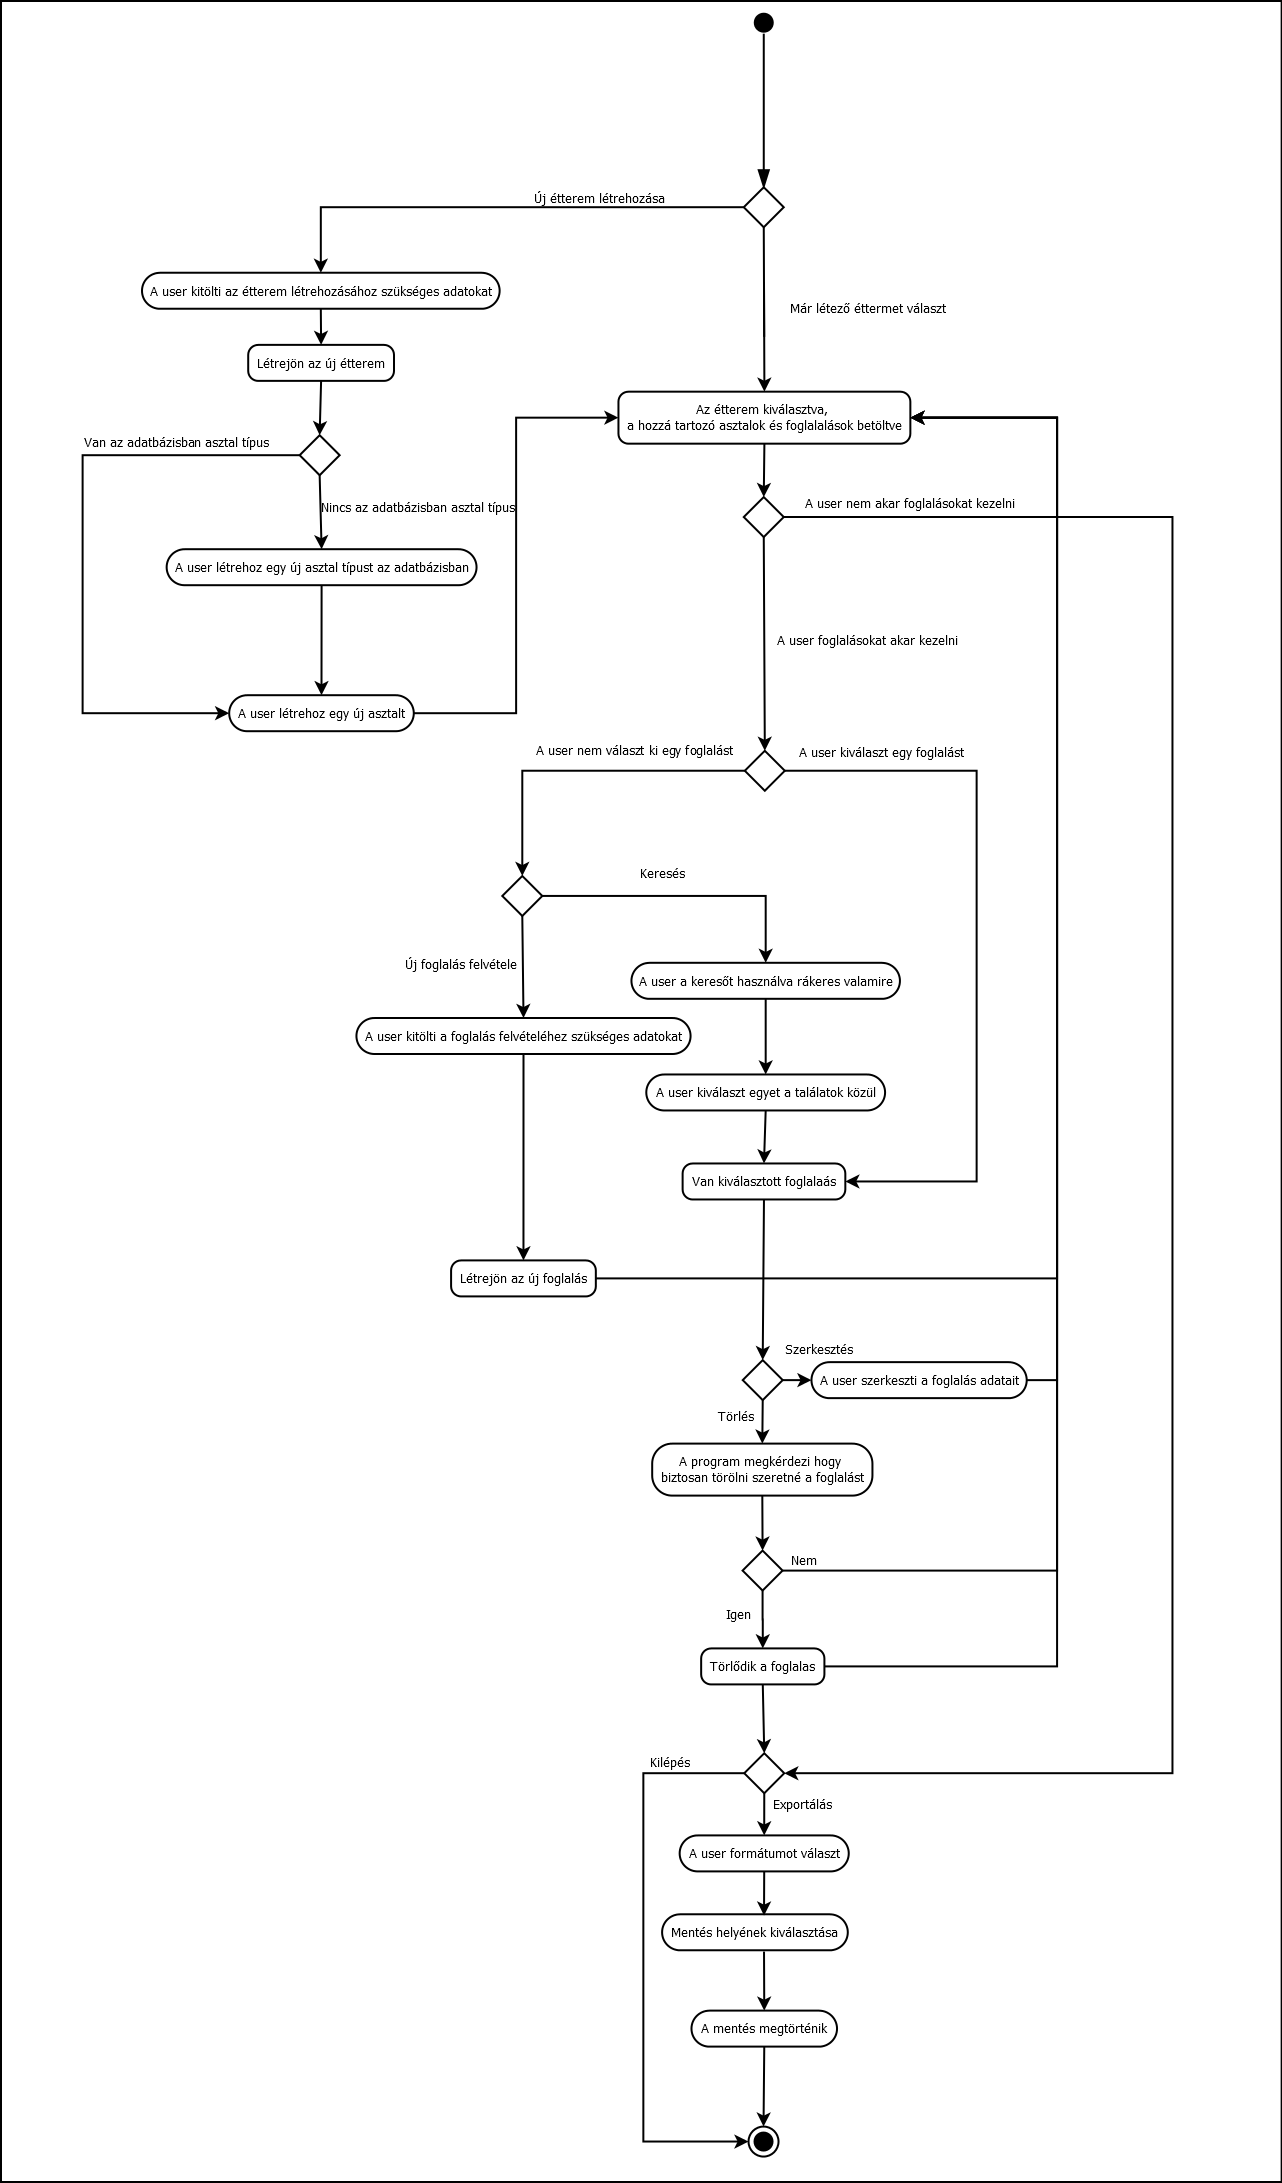 Új étterem létrehozása
A user kitölti az étterem létrehozásához szükséges adatokat
Már létező éttermet választ
Létrejön az új étterem
Az étterem kiválasztva,
a hozzá tartozó asztalok és foglalalások betöltve
Van az adatbázisban asztal típus
Nincs az adatbázisban asztal típus
A user nem akar foglalásokat kezelni
A user létrehoz egy új asztal típust az adatbázisban
A user foglalásokat akar kezelni
A user létrehoz egy új asztalt
A user nem választ ki egy foglalást
A user kiválaszt egy foglalást
Keresés
Új foglalás felvétele
A user a keresőt használva rákeres valamire
A user kitölti a foglalás felvételéhez szükséges adatokat
A user kiválaszt egyet a találatok közül
Van kiválasztott foglalaás
Létrejön az új foglalás
Szerkesztés
A user szerkeszti a foglalás adatait
Törlés
A program megkérdezi hogy
biztosan törölni szeretné a foglalást
Nem
Igen
Törlődik a foglalas
Kilépés
Exportálás
A user formátumot választ
Mentés helyének kiválasztása
A mentés megtörténik